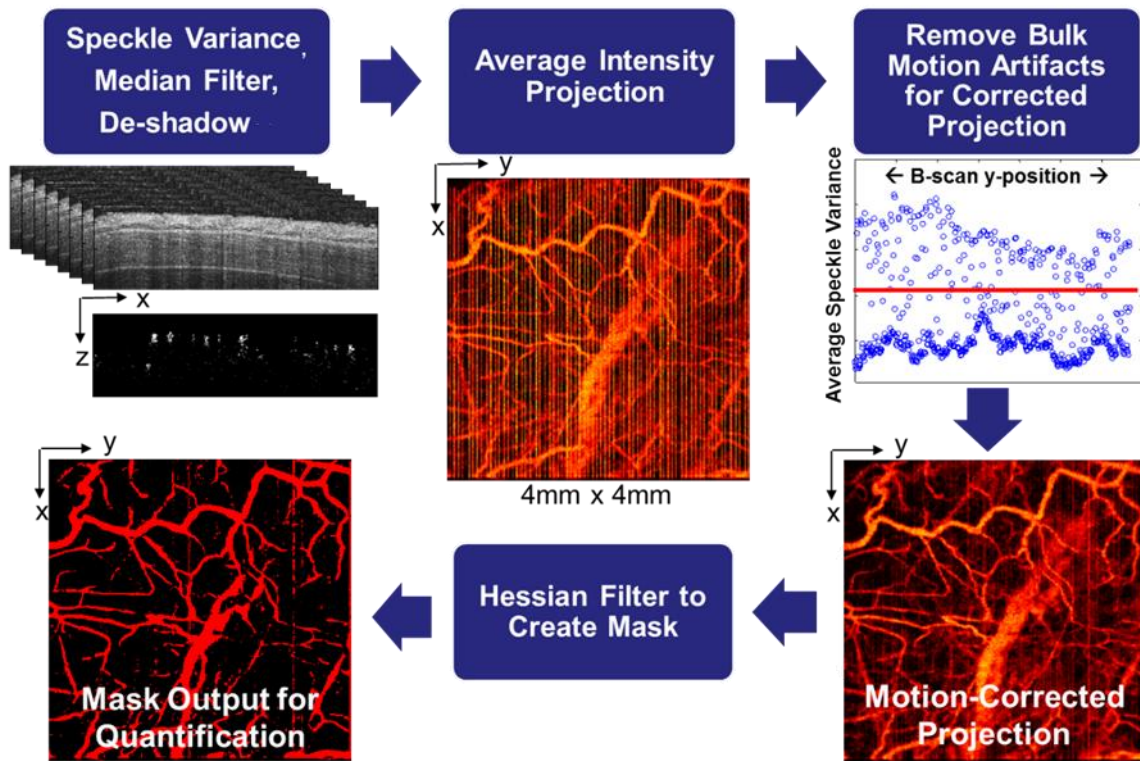 Speckle Variance,
Median Filter,
De-shadow
Average Intensity
Projection
Remove Bulk
Motion Artifacts
for Corrected
Projection
x
z
y
x
4mm x 4mm
Average Speckle Variance
← B-scan y-position →
y
x
Mask Output for
Quantification
Hessian Filter to
Create Mask
y
x
Motion-Corrected
Projection